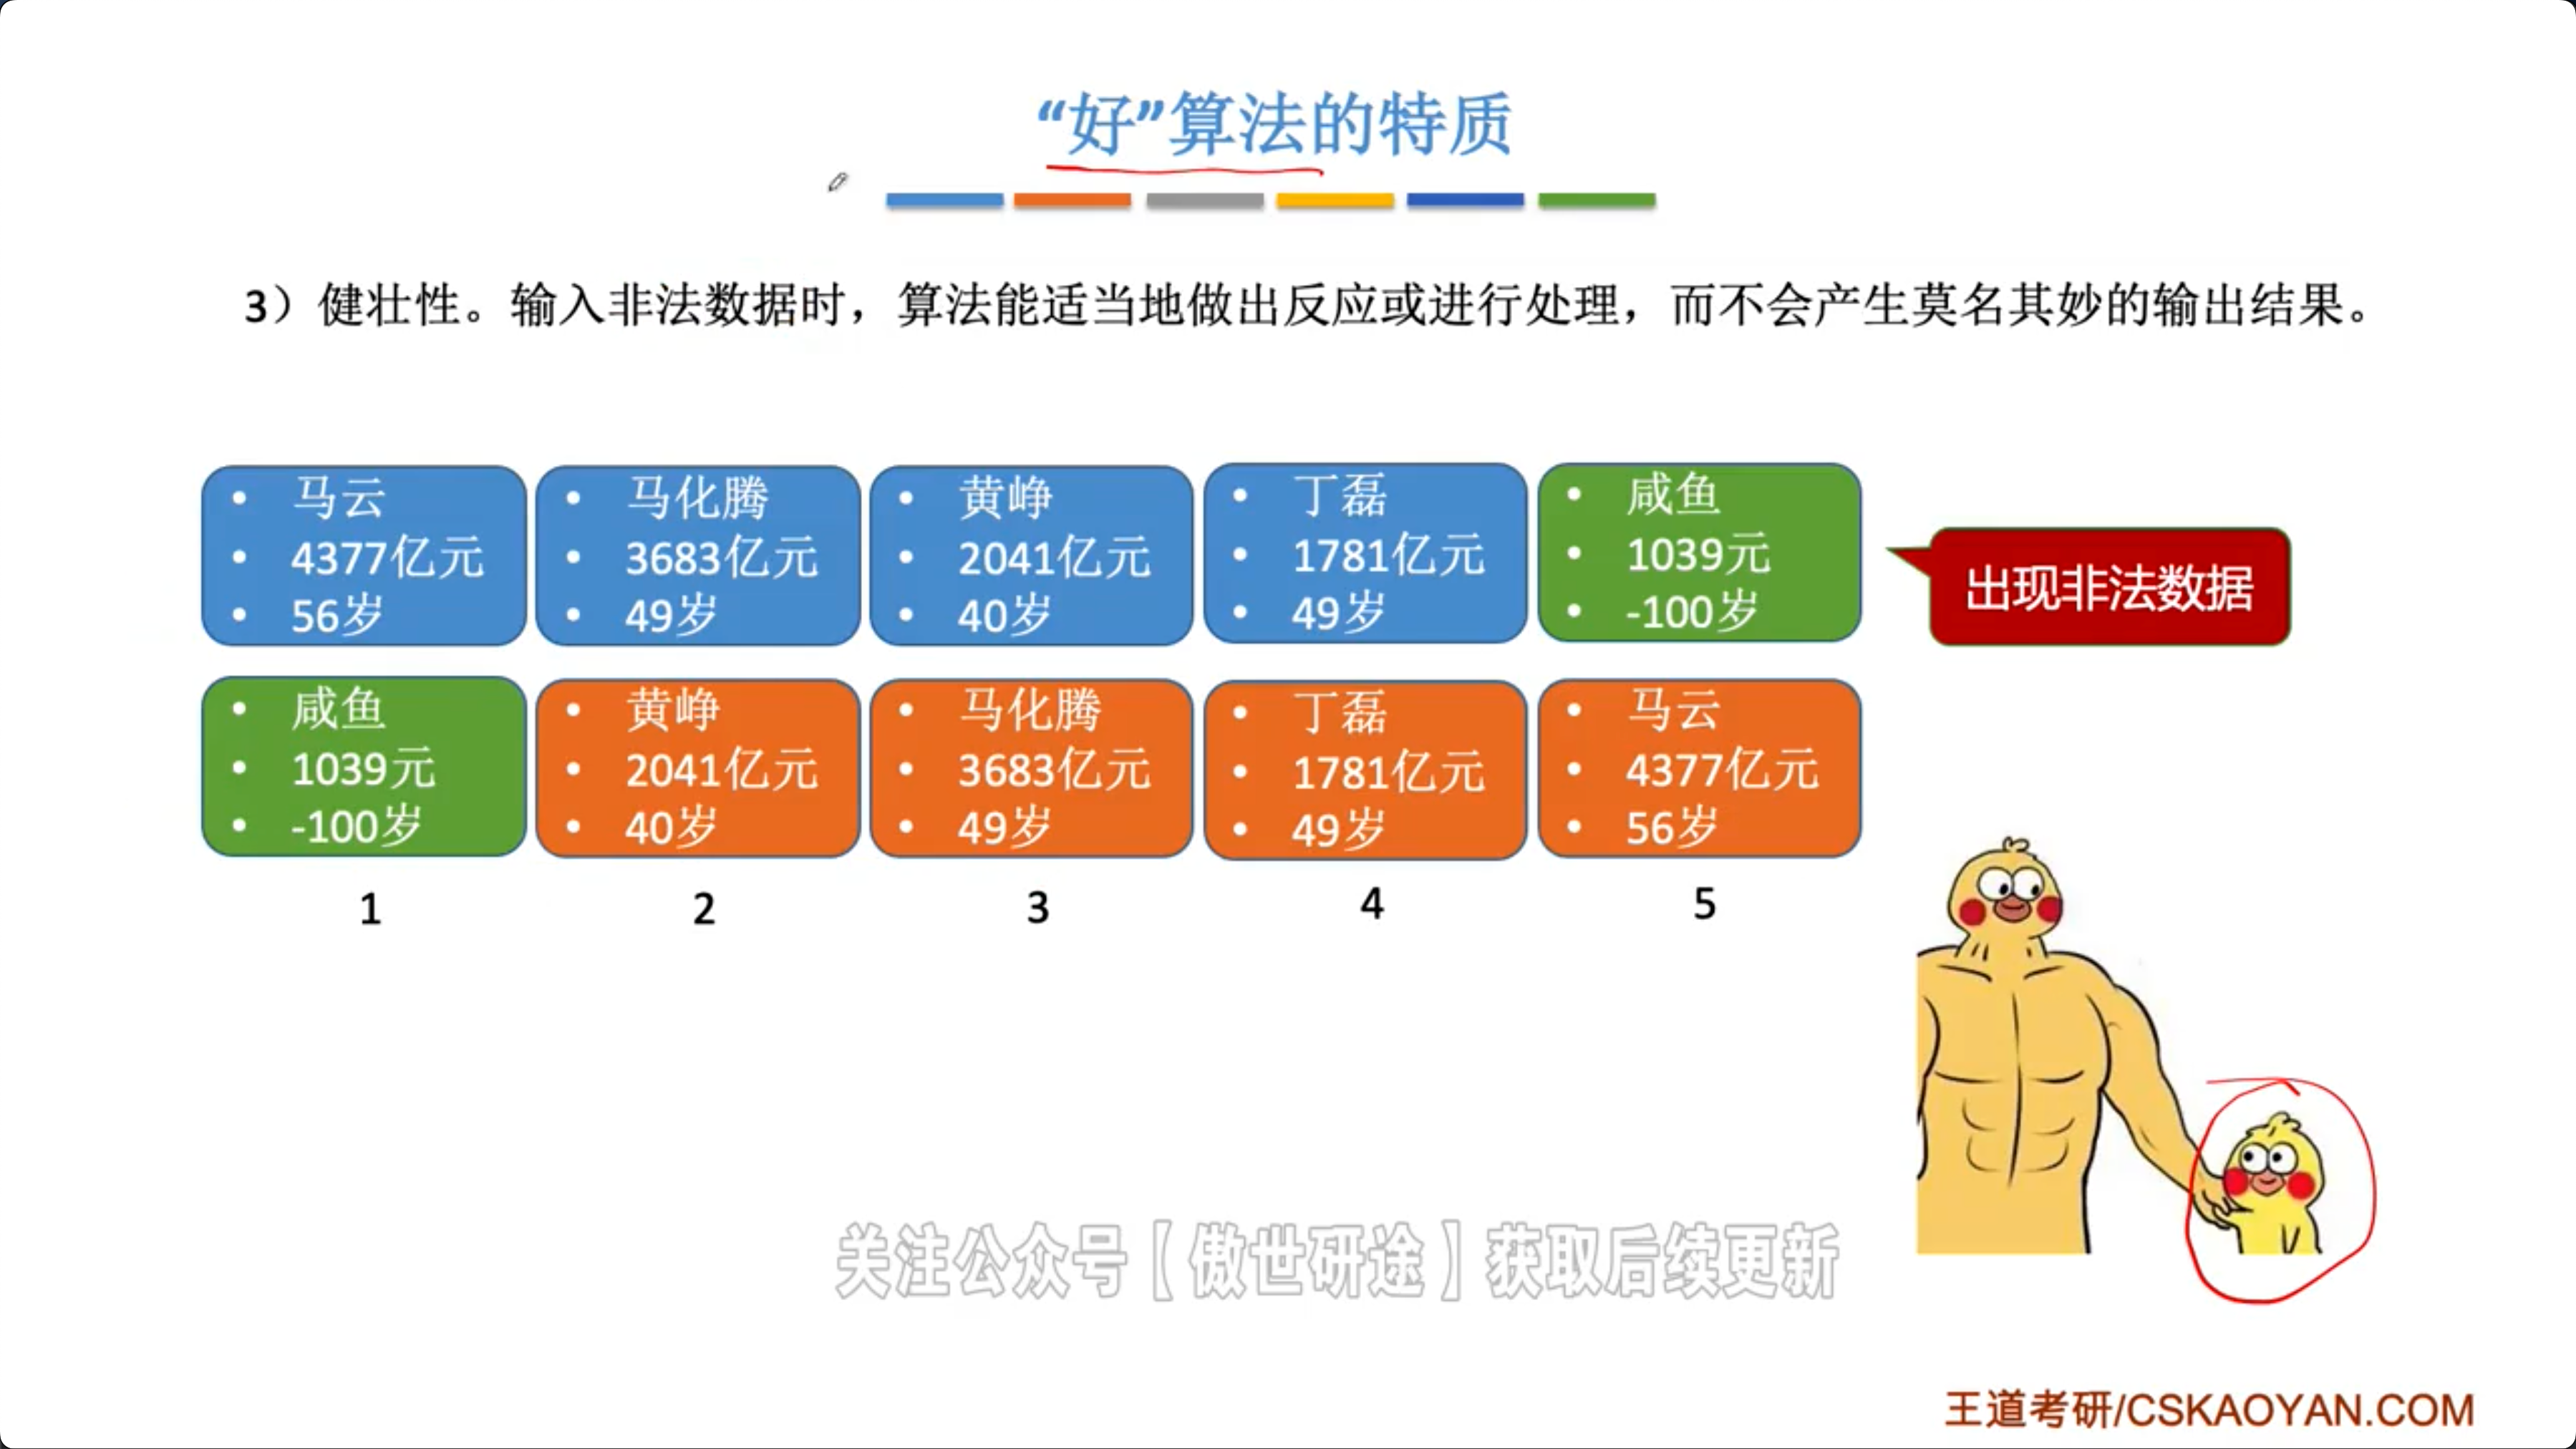 “好”算法的特质
3）健壮性。输入非法数据时，算法能适当地做出反应或进行处理，而不会产生莫名其妙的输出结果。
• 马云
• 4377亿元
• 56岁
• 马化腾
• 3683亿元
• 49岁
• 黄峥
• 2041亿元
• 40岁
• 丁磊
• 1781亿元
• 49岁
• 咸鱼
• 1039元
• -100岁
出现非法数据
• 咸鱼
• 1039元
• -100岁
• 黄峥
• 2041亿元
• 40岁
• 马化腾
• 3683亿元
• 49岁
• 丁磊
• 1781亿元
• 49岁
• 马云
• 4377亿元
• 56岁
1
2
3
4
5
关注公众号【傲世研途】获取后续更新
王道考研/CSKAOYAN.COM